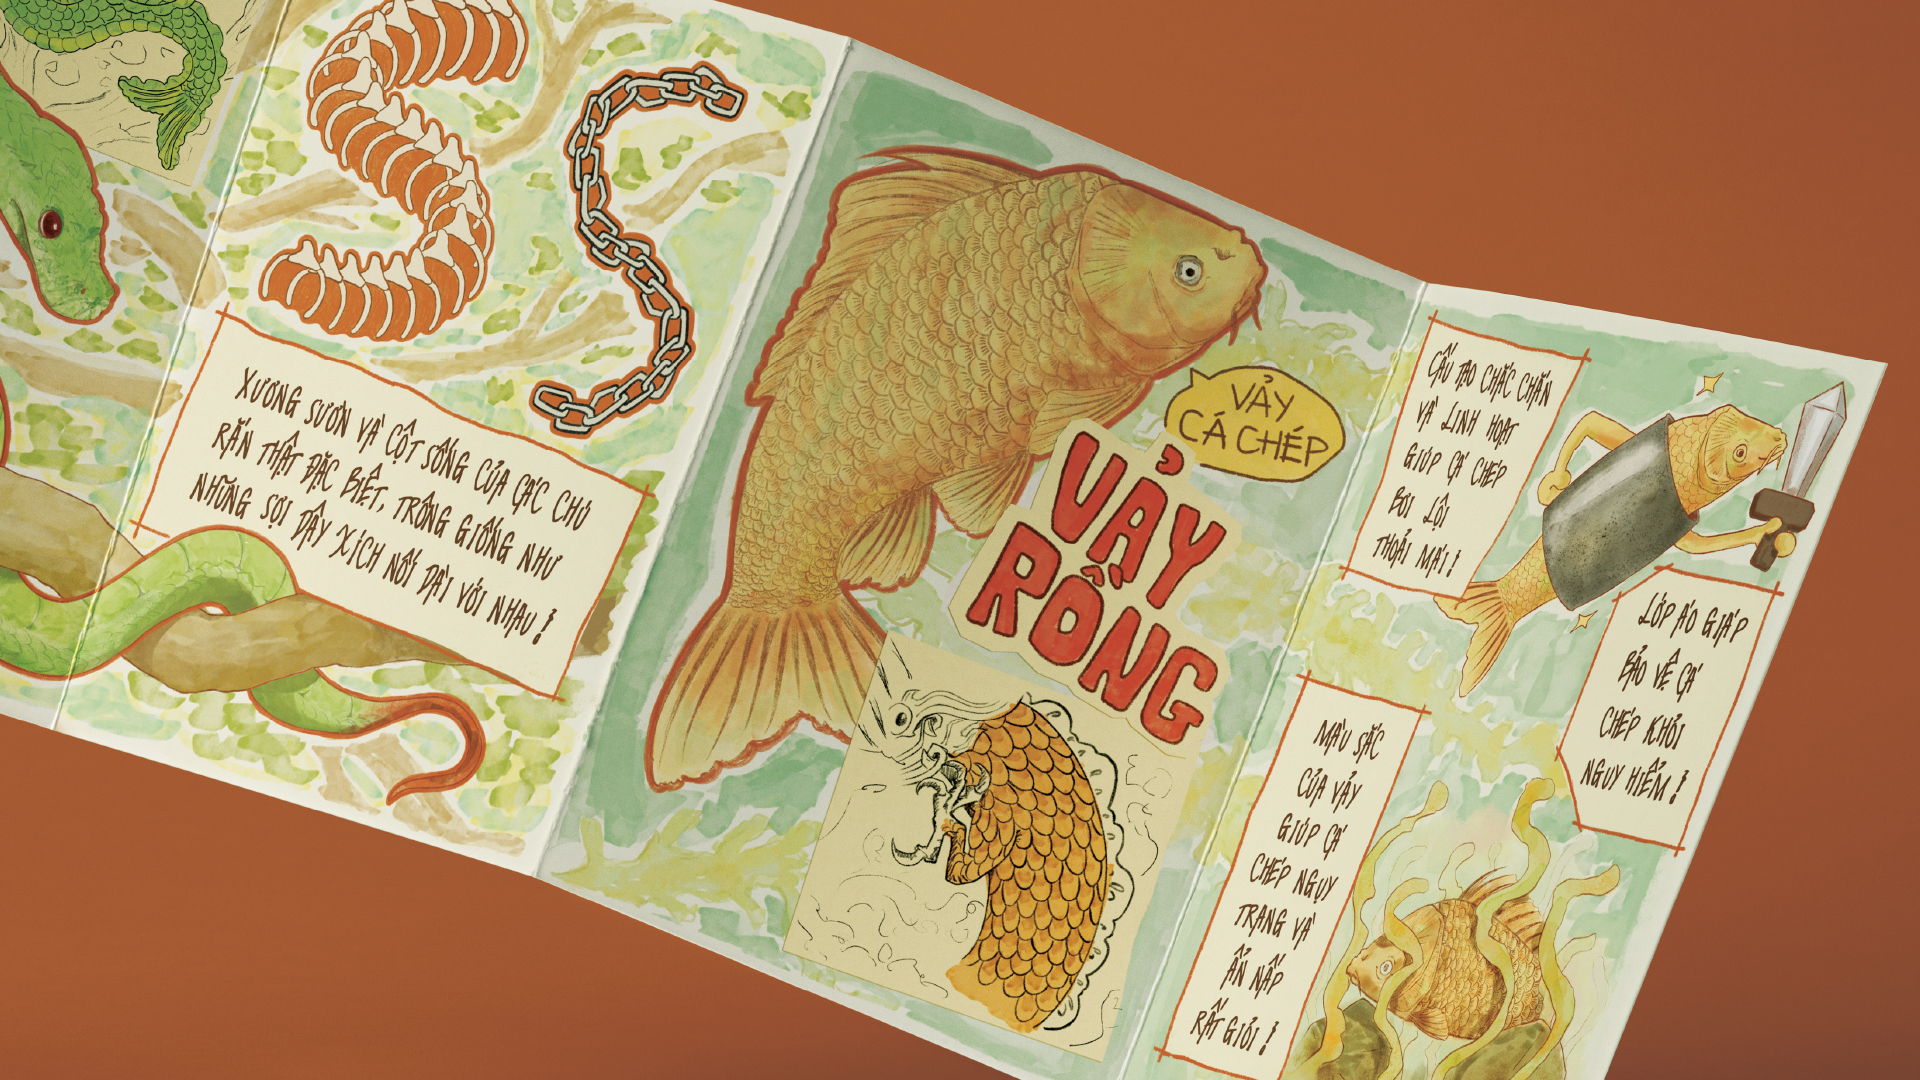 XƯƠNG SƯỜN VÀ CỘT SỐNG CỦA CÁC CHÚ
RẮN THẬT ĐẶC BIỆT, TRÔNG GIỐNG NHƯ
NHỮNG SỢI DÂY XÍCH NỐI DÀI VỚI NHAU !
VẢY
CÁ CHÉP
VẢY
RỒNG
CẤU TẠO CHẮC CHẮN
VÀ LINH HOẠT
GIÚP CÁ CHÉP
BƠI LỘI
THOẢI MÁI !
LỚP ÁO GIÁP
BẢO VỆ CÁ
CHÉP KHỎI
NGUY HIỂM !
MÀU SẮC
CỦA VẢY
GIÚP CÁ
CHÉP NGỤY
TRANG VÀ
ẨN NẤP
RẤT GIỎI !